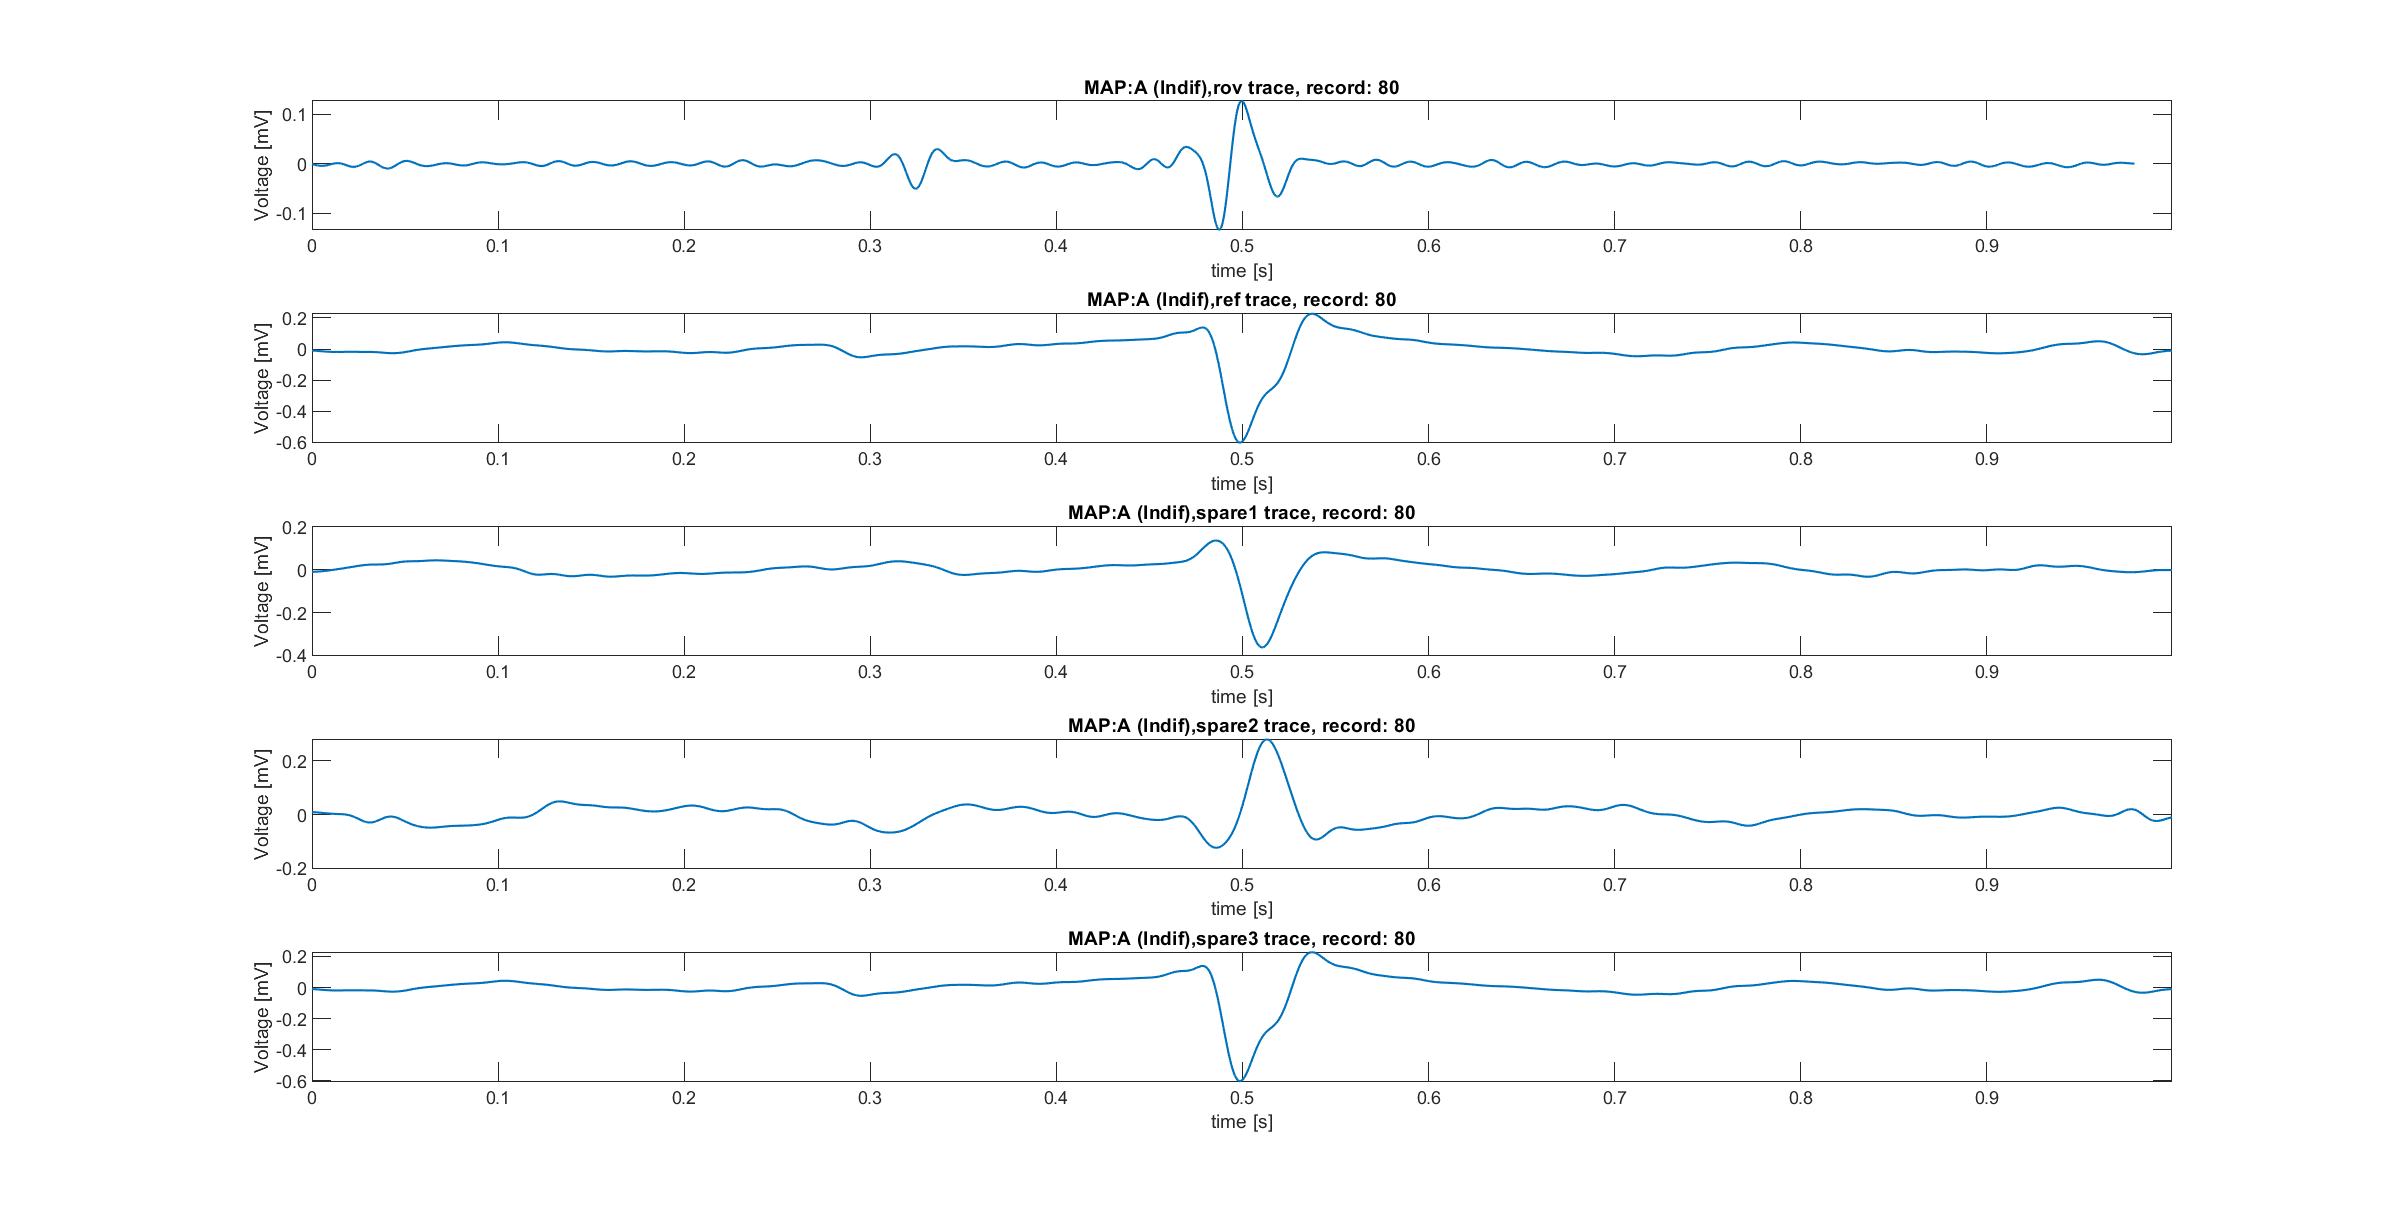 MAP:A (Indif),rov trace, record: 80
Voltage [mV]
0.1
0
-0.1
0 0.1 0.2 0.3 0.4 0.5 0.6 0.7 0.8 0.9
time [s]
MAP:A (Indif),ref trace, record: 80
Voltage [mV]
0.2
0
-0.2
-0.4
-0.6
0 0.1 0.2 0.3 0.4 0.5 0.6 0.7 0.8 0.9
time [s]
MAP:A (Indif),spare1 trace, record: 80
Voltage [mV]
0.2
0
-0.2
-0.4
0 0.1 0.2 0.3 0.4 0.5 0.6 0.7 0.8 0.9
time [s]
MAP:A (Indif),spare2 trace, record: 80
Voltage [mV]
0.2
0
-0.2
0 0.1 0.2 0.3 0.4 0.5 0.6 0.7 0.8 0.9
time [s]
MAP:A (Indif),spare3 trace, record: 80
Voltage [mV]
0.2
0
-0.2
-0.4
-0.6
0 0.1 0.2 0.3 0.4 0.5 0.6 0.7 0.8 0.9
time [s]